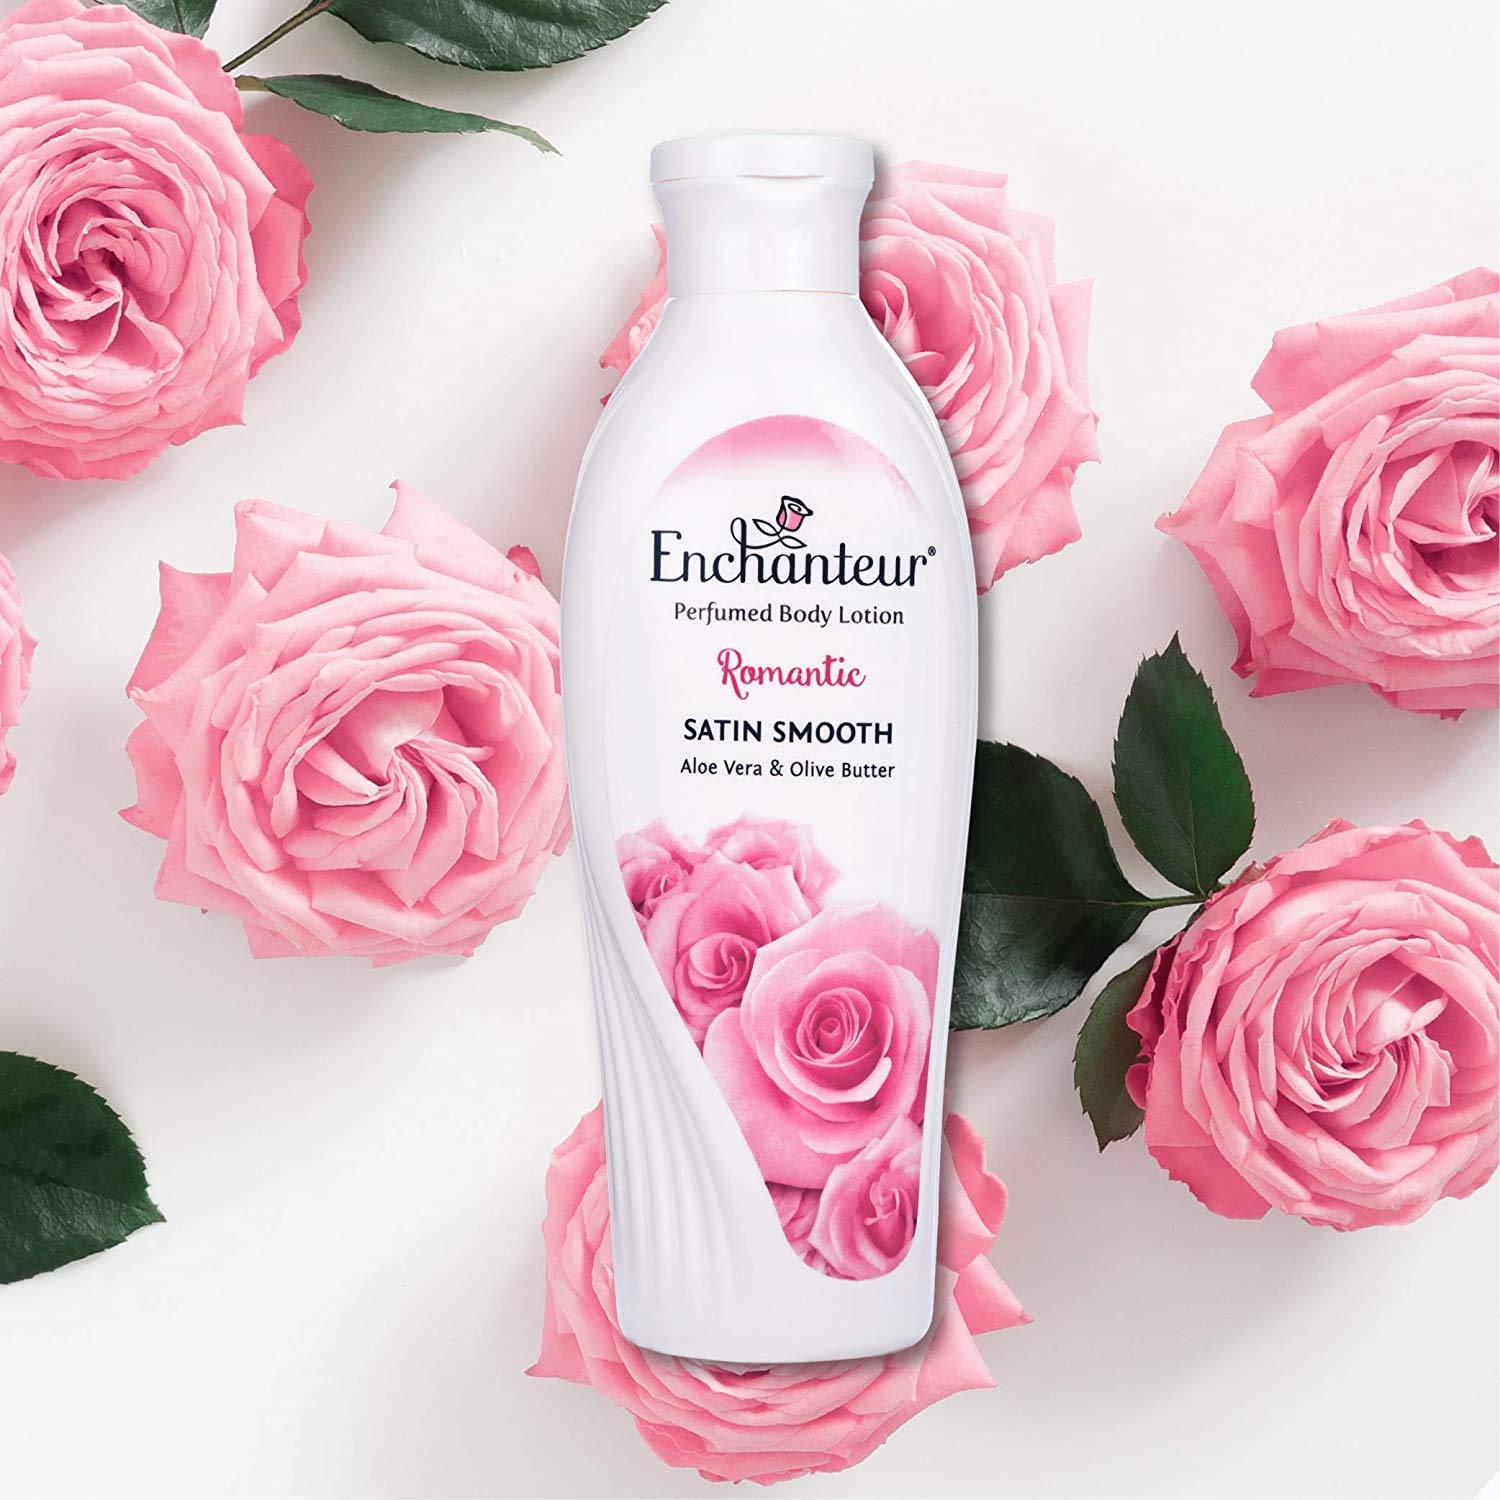 Enchanteur®
Perfumed Body Lotion
Romantic
SATIN SMOOTH
Aloe Vera & Olive Butter